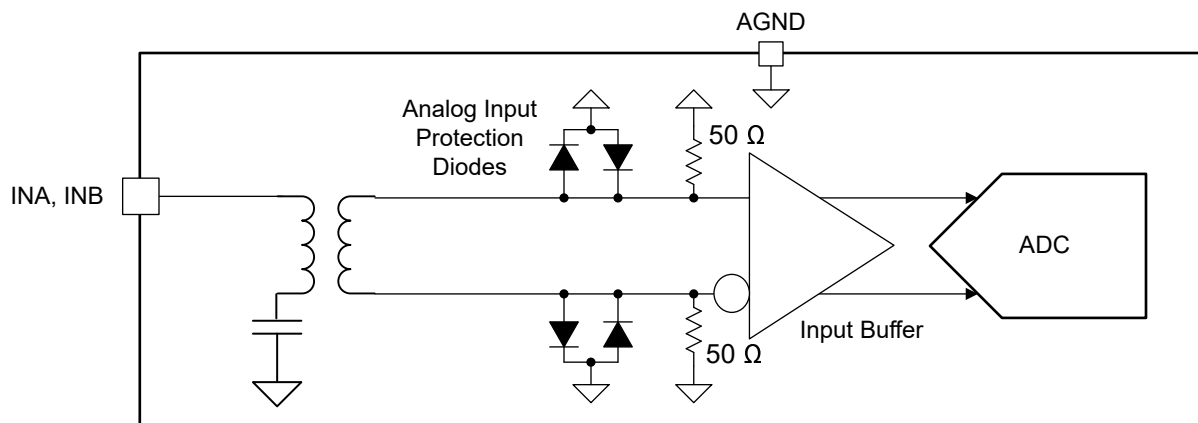 AGND
Analog Input
Protection
Diodes
50 Ω
INA, INB
ADC
Input Buffer
50 Ω